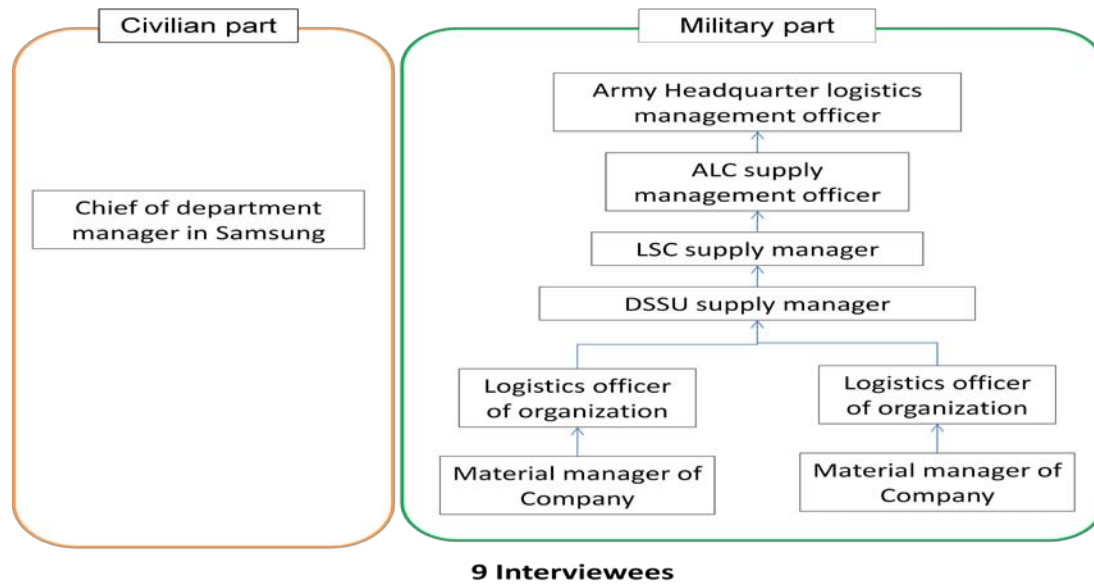 Civilian part
Military part
Chief of department
manager in Samsung
Army Headquarter logistics
management officer
ALC supply
management officer
LSC supply manager
DSSU supply manager
Logistics officer
of organization
Logistics officer
of organization
Material manager of
Company
Material manager of
Company
9 Interviewees